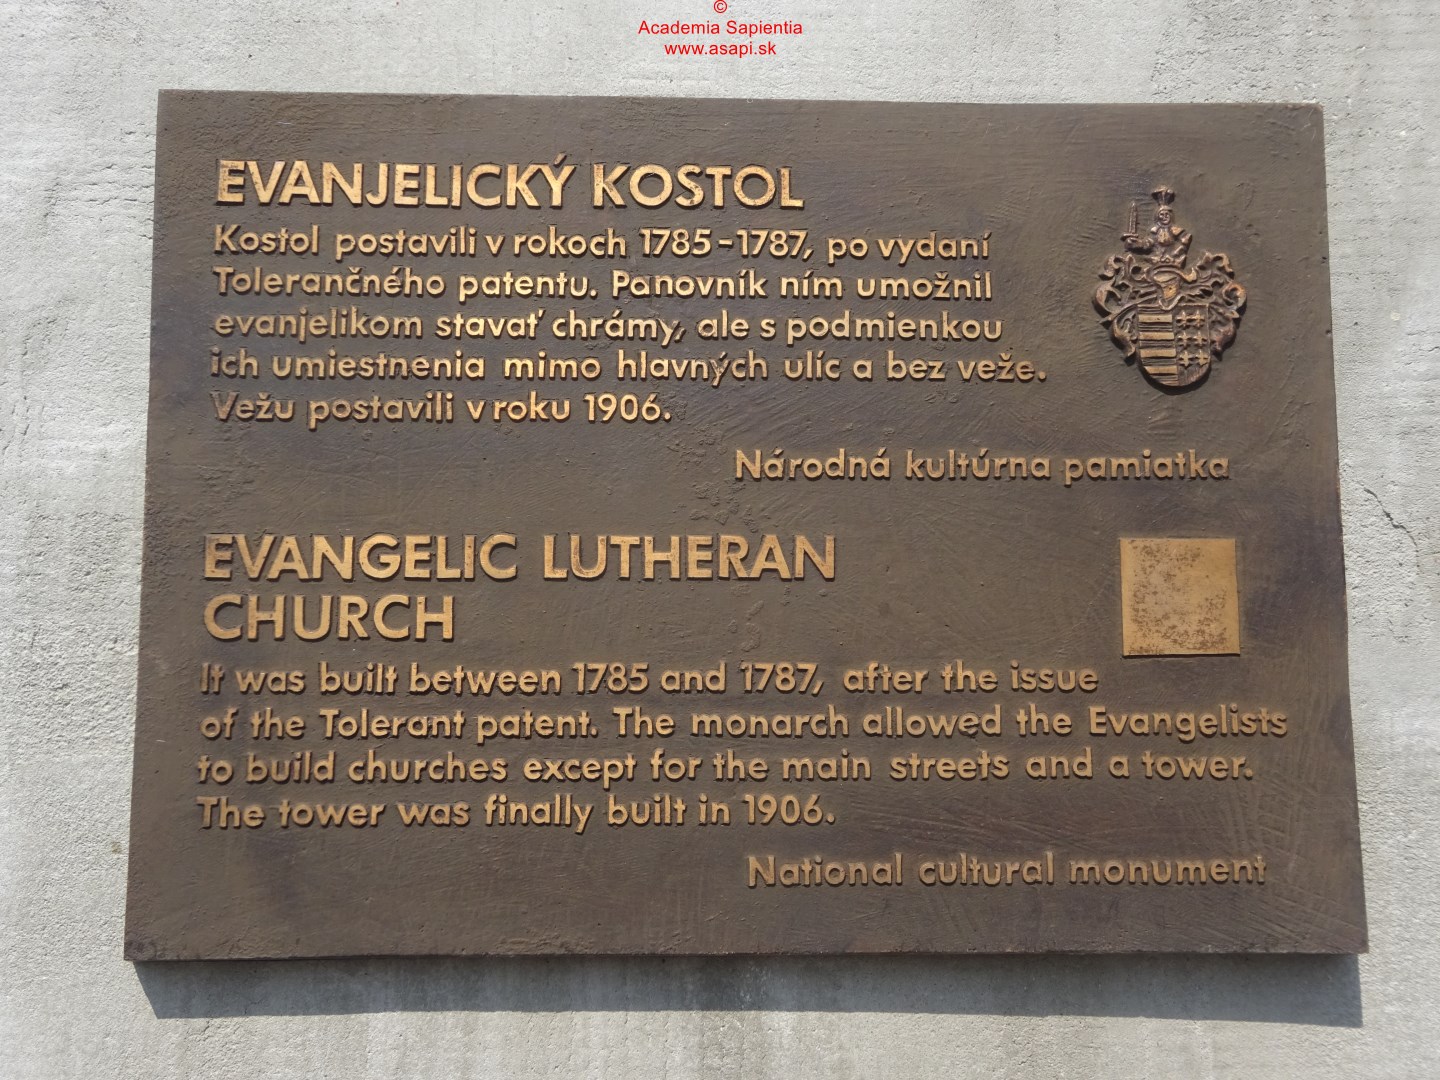 ©
Academia Sapientia
www.asapi.sk
EVANJELICKÝ KOSTOL
Kostol postavili v rokoch 1785-1787, po vydaní
Tolerančného patentu. Panovník ním umožnil
evanjelikom stavať chrámy, ale s podmienkou
ich umiestnenia mimo hlavných ulíc a bez veže.
Vežu postavili v roku 1906.
Národná kultúrna pamiatka
EVANGELIC LUTHERAN
CHURCH
It was built between 1785 and 1787, after the issue
of the Tolerant patent. The monarch allowed the Evangelists
to build churches except for the main streets and a tower.
The tower was finally built in 1906.
National cultural monument